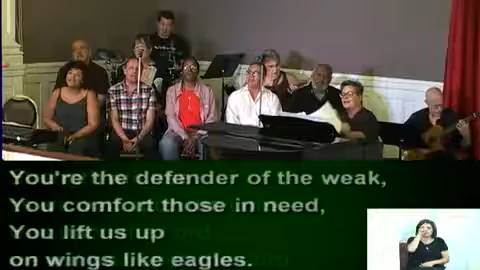 You're the defender of the weak,
You comfort those in need,
You lift us up
on wings like eagles.